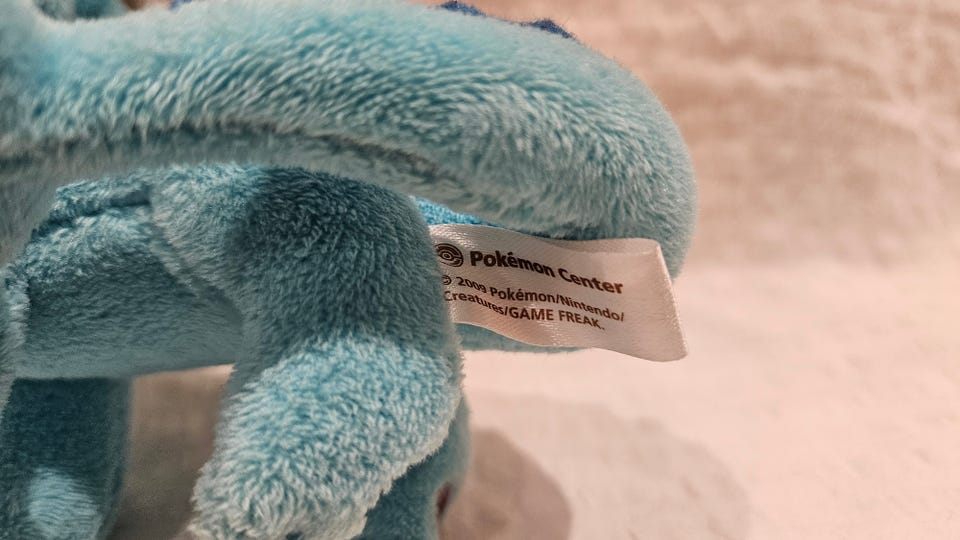 Pokémon Center
© 2009 Pokémon/Nintendo/
Creatures/GAME FREAK.